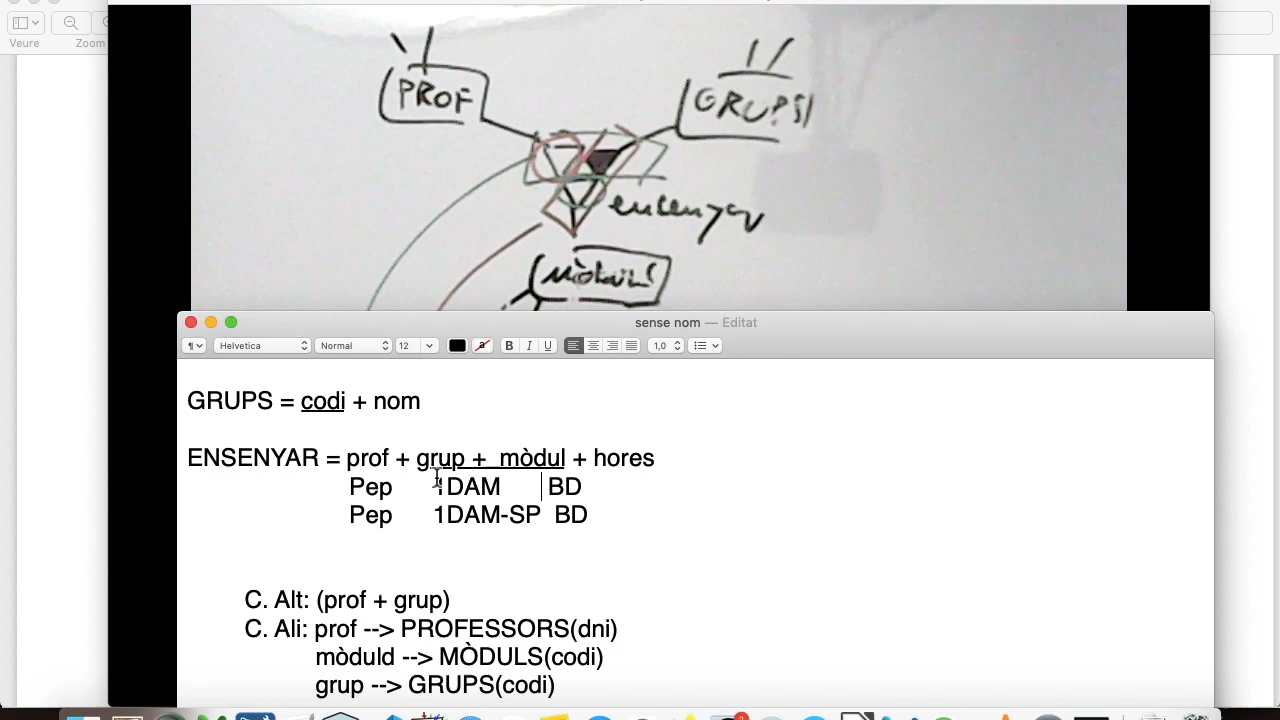 Veure
Zoom
PROF
GRUPS
ensenyar
MÒDULS
sense nom — Editat
Helvetica
Normal
12
a
B I U
1,0
GRUPS = codi + nom
ENSENYAR = prof + grup + mòdul + hores
Pep 1DAM BD
Pep 1DAM-SP BD
C. Alt: (prof + grup)
C. Ali: prof --> PROFESSORS(dni)
mòduld --> MÒDULS(codi)
grup --> GRUPS(codi)